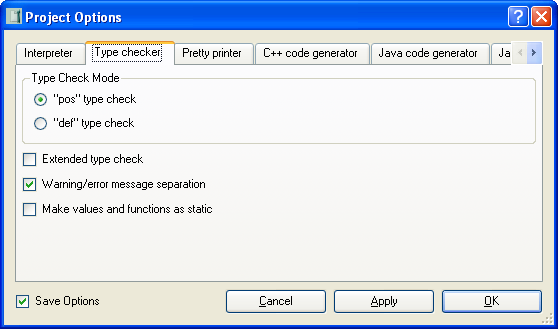 Project Options
Interpreter Type checker Pretty printer C++ code generator Java code generator Ja
Type Check Mode
"pos" type check
"def" type check
Extended type check
Warning/error message separation
Make values and functions as static
Save Options Cancel Apply OK